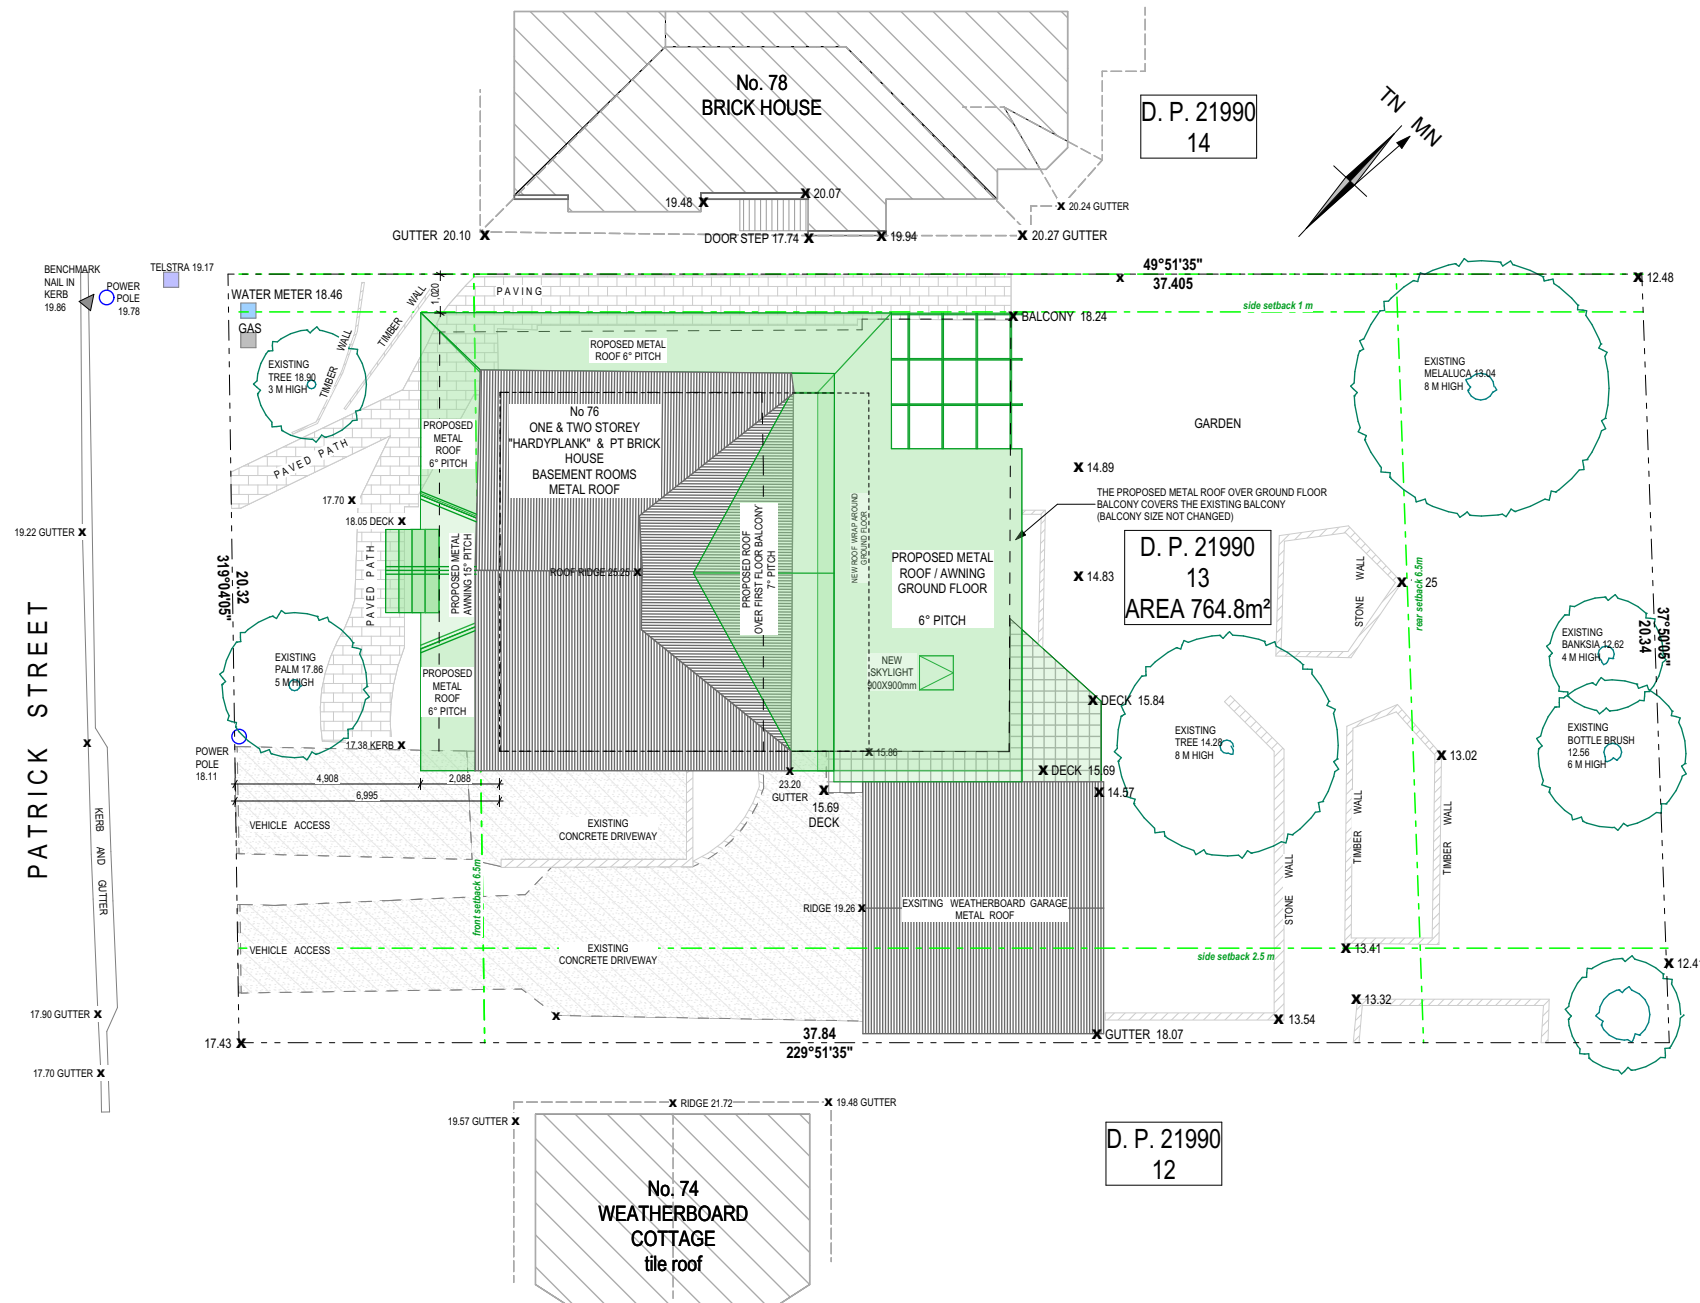 No. 78
BRICK HOUSE
D. P. 21990
14
TN MN
19.48
20.07
20.24 GUTTER
GUTTER 20.10
DOOR STEP 17.74
19.94
20.27 GUTTER
BENCHMARK
NAIL IN
KERB
19.86
POWER
POLE
19.78
TELSTRA 19.17
WATER METER 18.46
GAS
TIMBER WALL
TIMBER WALL
1,020
PAVING
49°51'35"
37.405
12.48
side setback 1 m
BALCONY 18.24
EXISTING
TREE 18.90
3 M HIGH
ROPOSED METAL
ROOF 6° PITCH
EXISTING
MELALUCA 13.04
8 M HIGH
GARDEN
PAVED PATH
PROPOSED
METAL
ROOF
6° PITCH
No 76
ONE & TWO STOREY
"HARDYPLANK" & PT BRICK
HOUSE
BASEMENT ROOMS
METAL ROOF
14.89
17.70
18.05 DECK
THE PROPOSED METAL ROOF OVER GROUND FLOOR
BALCONY COVERS THE EXISTING BALCONY
(BALCONY SIZE NOT CHANGED)
19.22 GUTTER
20.32
319°04'05"
PAVED PATH
PROPOSED METAL
AWNING 15° PITCH
ROOF RIDGE 25.25
PROPOSED ROOF
OVER FIRST FLOOR BALCONY
7° PITCH
NEW ROOF WRAP AROUND
GROUND FLOOR
PROPOSED METAL
ROOF / AWNING
GROUND FLOOR
6° PITCH
14.83
D. P. 21990
13
AREA 764.8m²
STONE WALL
25
rear setback 6.5m
37°50'05"
20.34
EXISTING
BANKSIA 12.62
4 M HIGH
EXISTING
PALM 17.86
5 M HIGH
PROPOSED
METAL
ROOF
6° PITCH
NEW
SKYLIGHT
900X900mm
DECK 15.84
PATRICK STREET
POWER
POLE
18.11
17.38 KERB
15.86
EXISTING
TREE 14.28
8 M HIGH
EXISTING
BOTTLE BRUSH
12.56
6 M HIGH
13.02
4,908
2,088
6,995
23.20
GUTTER
DECK 15.69
14.57
15.69
DECK
KERB AND GUTTER
VEHICLE ACCESS
EXISTING
CONCRETE DRIVEWAY
TIMBER WALL
TIMBER WALL
STONE WALL
front setback 6.5m
RIDGE 19.26
EXSITING WEATHERBOARD GARAGE
METAL ROOF
VEHICLE ACCESS
EXISTING
CONCRETE DRIVEWAY
side setback 2.5 m
13.41
12.41
13.32
17.90 GUTTER
13.54
17.43
37.84
229°51'35"
GUTTER 18.07
17.70 GUTTER
19.57 GUTTER
RIDGE 21.72
19.48 GUTTER
D. P. 21990
12
No. 74
WEATHERBOARD
COTTAGE
tile roof